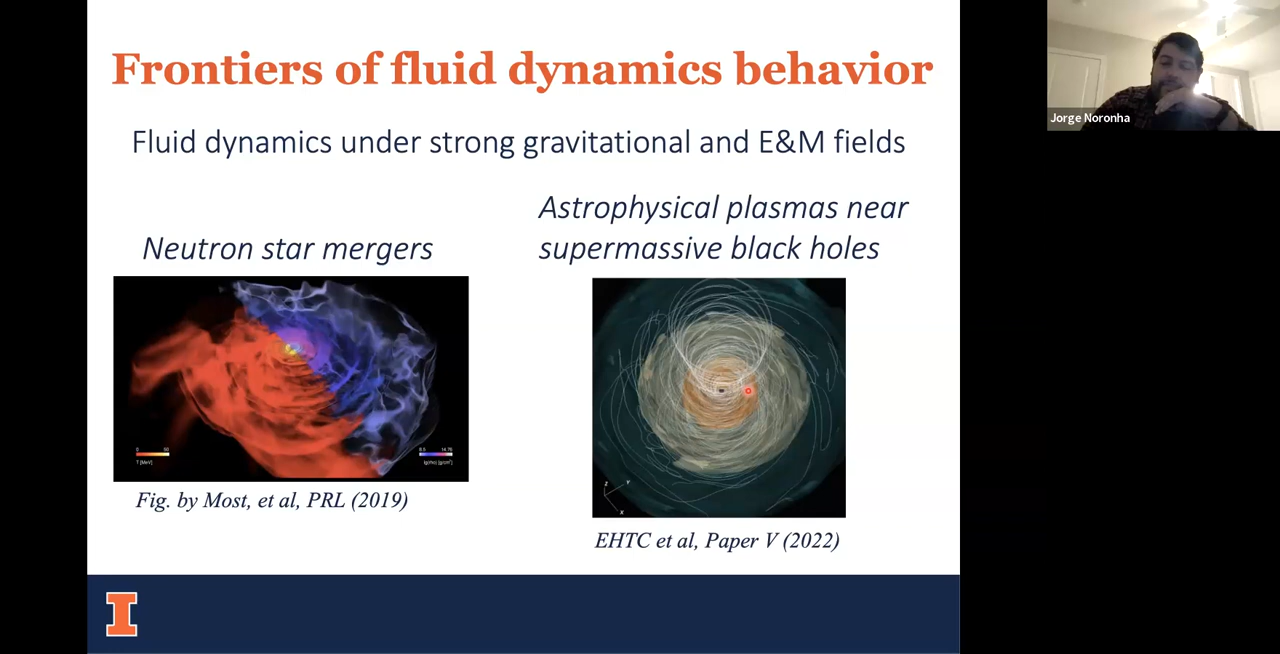 Frontiers of fluid dynamics behavior
Jorge Noronha
Fluid dynamics under strong gravitational and E&M fields
Neutron star mergers
Astrophysical plasmas near
supermassive black holes
T [MeV]
Fig. by Most, et al, PRL (2019)
EHTC et al, Paper V (2022)